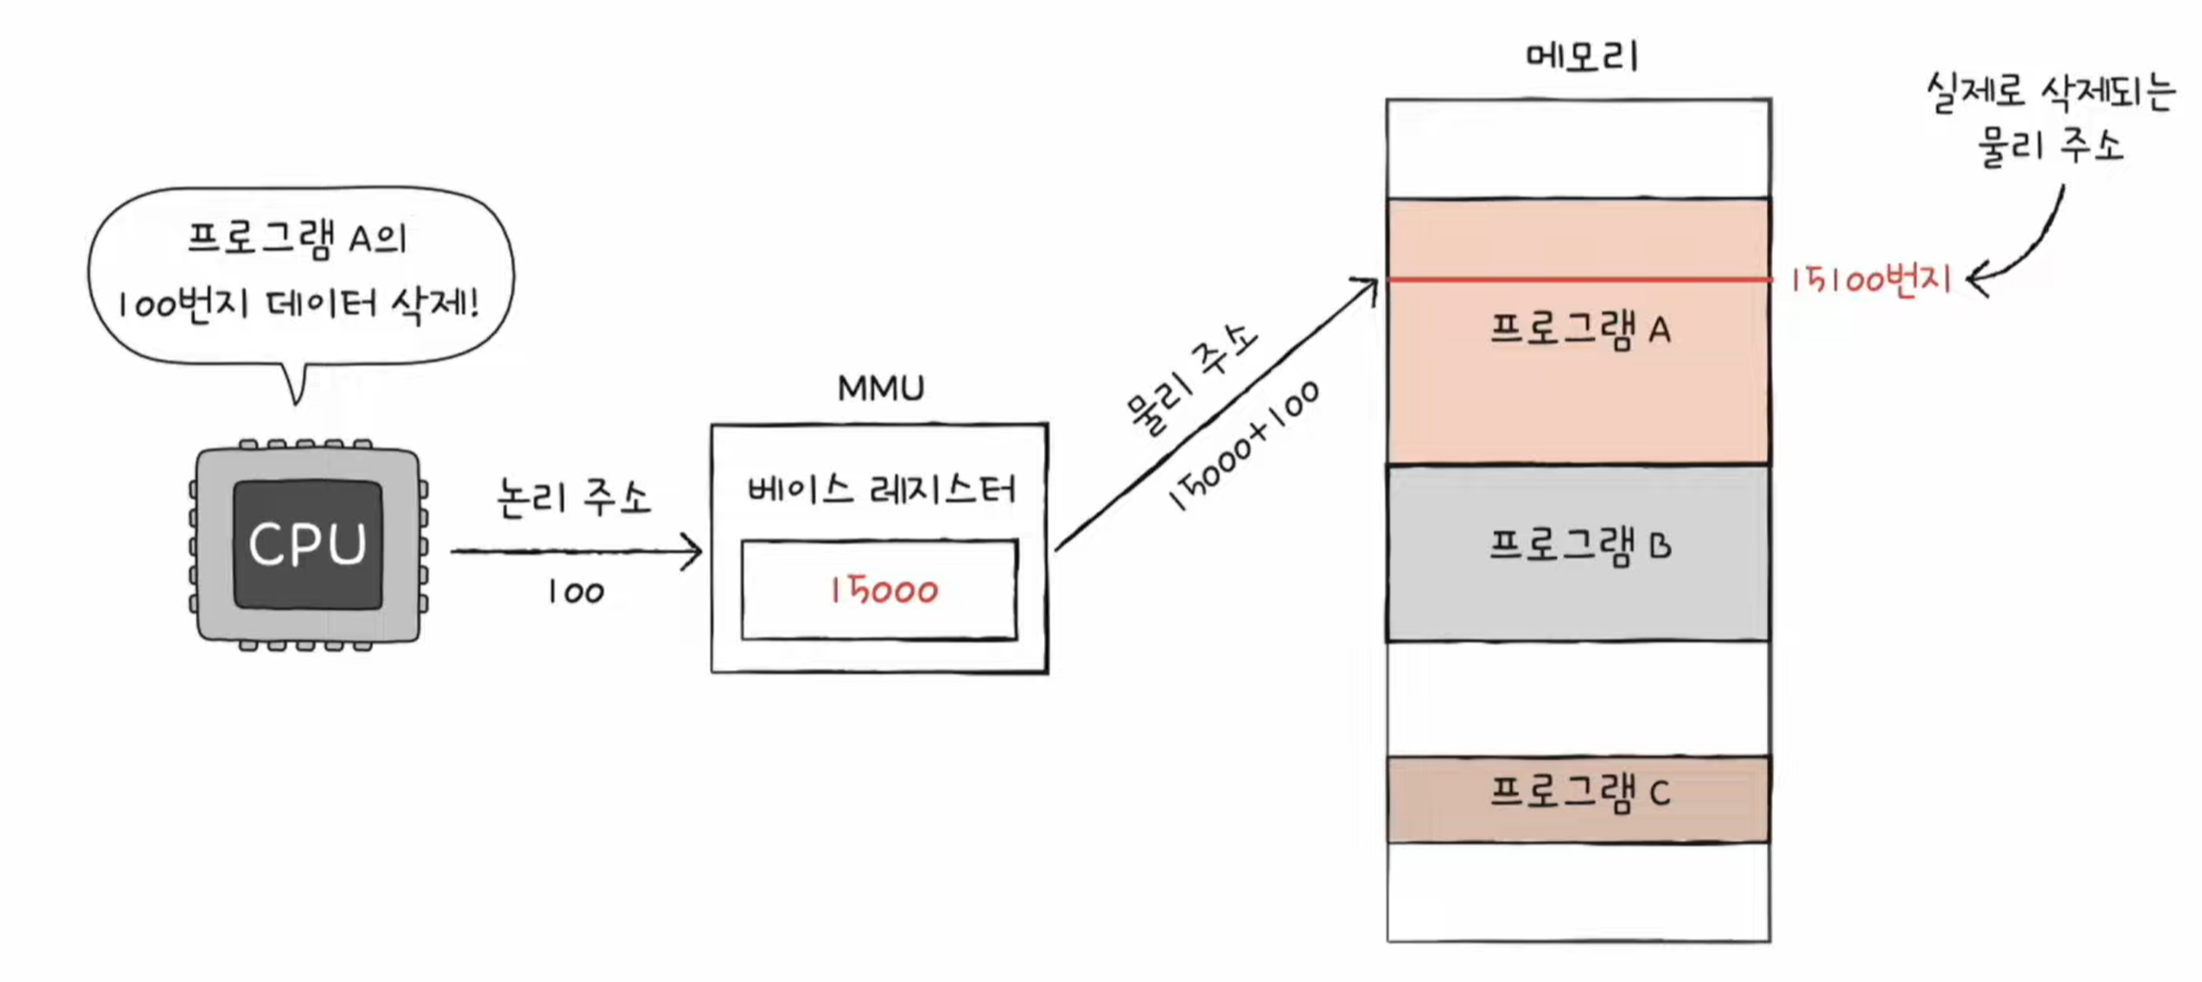 프로그램 A의
100번지 데이터 삭제!
CPU
논리 주소
100
MMU
베이스 레지스터
15000
물리 주소
15000+100
메모리
프로그램 A
프로그램 B
프로그램 C
15100번지
실제로 삭제되는
물리 주소